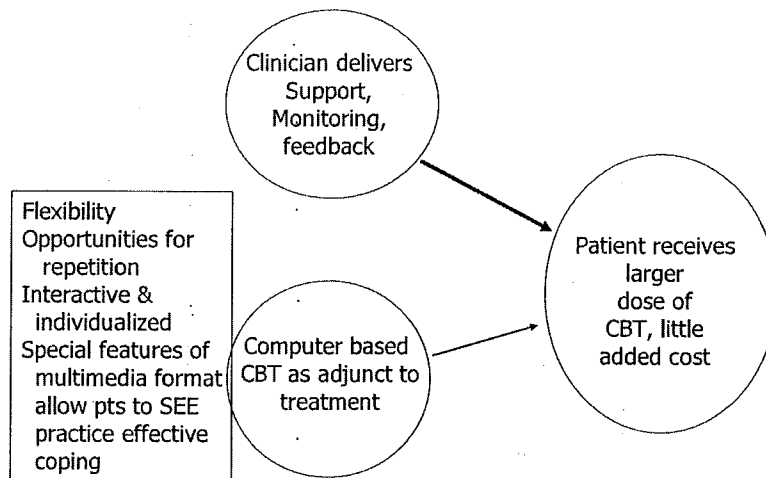 Clinician delivers
Support,
Monitoring,
feedback
Flexibility
Opportunities for
repetition
Interactive &
individualized
Special features of
multimedia format
allow pts to SEE
practice effective
coping
Computer based
CBT as adjunct to
treatment
Patient receives
larger
dose of
CBT, little
added cost